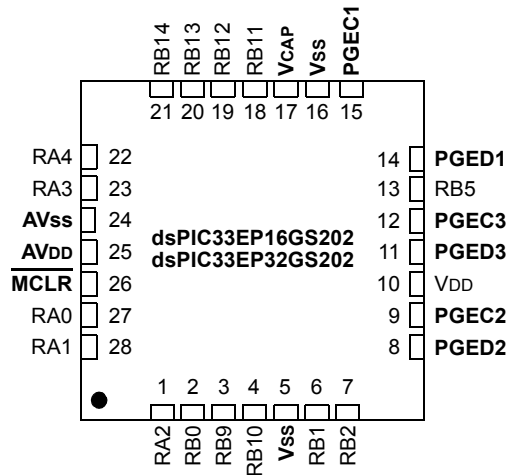 RB14 RB13 RB12 RB11 VCAP VSS PGEC1
21 20 19 18 17 16 15
RA4 22 14 PGED1
RA3 23 13 RB5
AVSS 24 12 PGEC3
dsPIC33EP16GS202
AVDD 25 11 PGED3
dsPIC33EP32GS202
MCLR 26 10 VDD
RA0 27 9 PGEC2
RA1 28 8 PGED2
1 2 3 4 5 6 7
RA2 RB0 RB9 RB10 VSS RB1 RB2